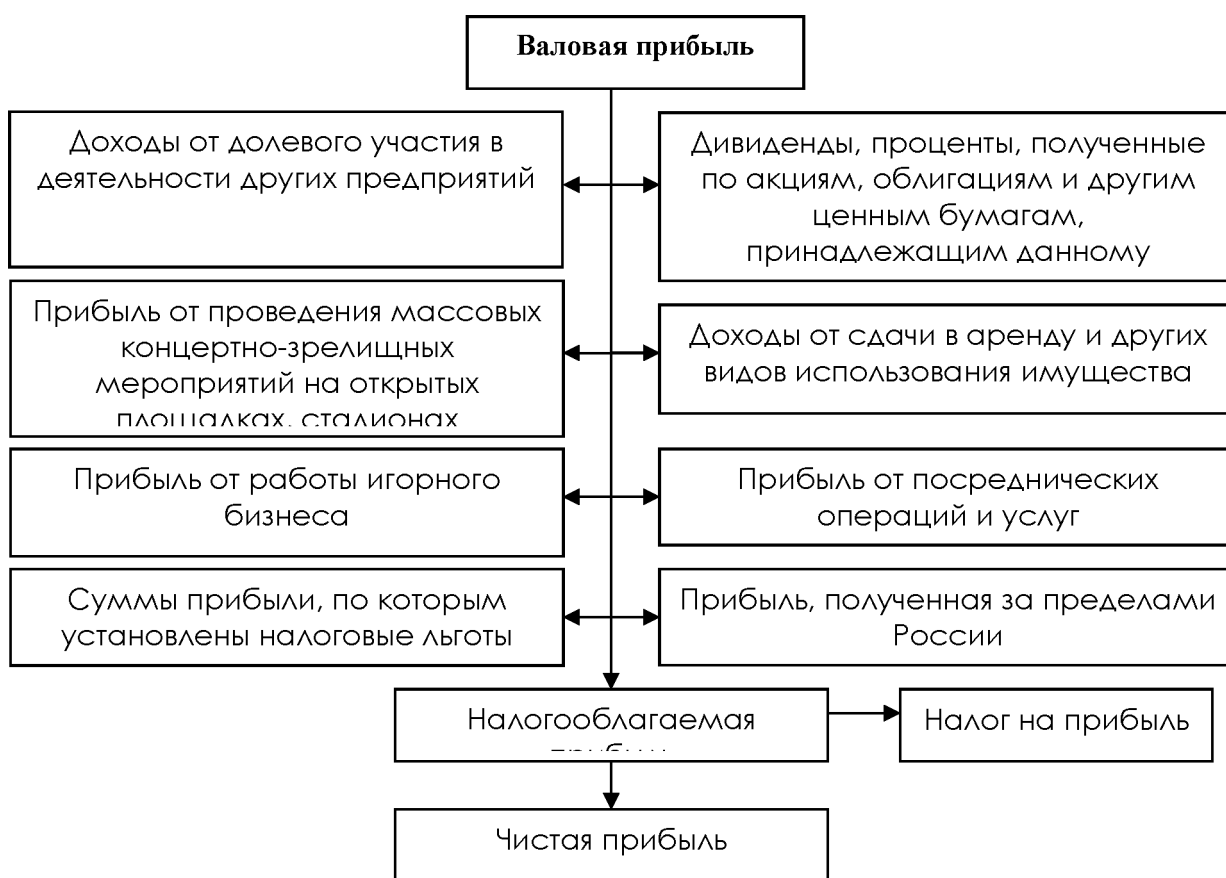 Валовая прибыль
Доходы от долевого участия в
деятельности других предприятий
Дивиденды, проценты, полученные
по акциям, облигациям и другим
ценным бумагам,
принадлежащим данному
Прибыль от проведения массовых
концертно-зрелищных
мероприятий на открытых
площадках, стадионах
Доходы от сдачи в аренду и других
видов использования имущества
Прибыль от работы игорного
бизнеса
Прибыль от посреднических
операций и услуг
Суммы прибыли, по которым
установлены налоговые льготы
Прибыль, полученная за пределами
России
Налогооблагаемая
Налог на прибыль
Чистая прибыль